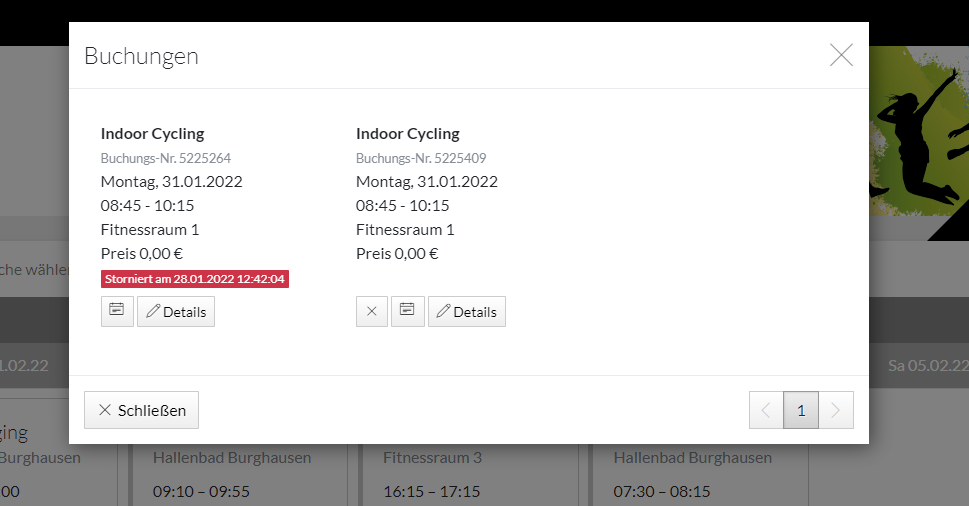 Buchungen
Indoor Cycling
Buchungs-Nr. 5225264
Montag, 31.01.2022
08:45 - 10:15
Fitnessraum 1
Preis 0,00 €
Storniert am 28.01.2022 12:42:04
Details
Indoor Cycling
Buchungs-Nr. 5225409
Montag, 31.01.2022
08:45 - 10:15
Fitnessraum 1
Preis 0,00 €
Details
Schließen
1
che wählen
.02.22
Sa 05.02.22
ging
Burghausen
Hallenbad Burghausen
Fitnessraum 3
Hallenbad Burghausen
00
09:10 – 09:55
16:15 – 17:15
07:30 – 08:15